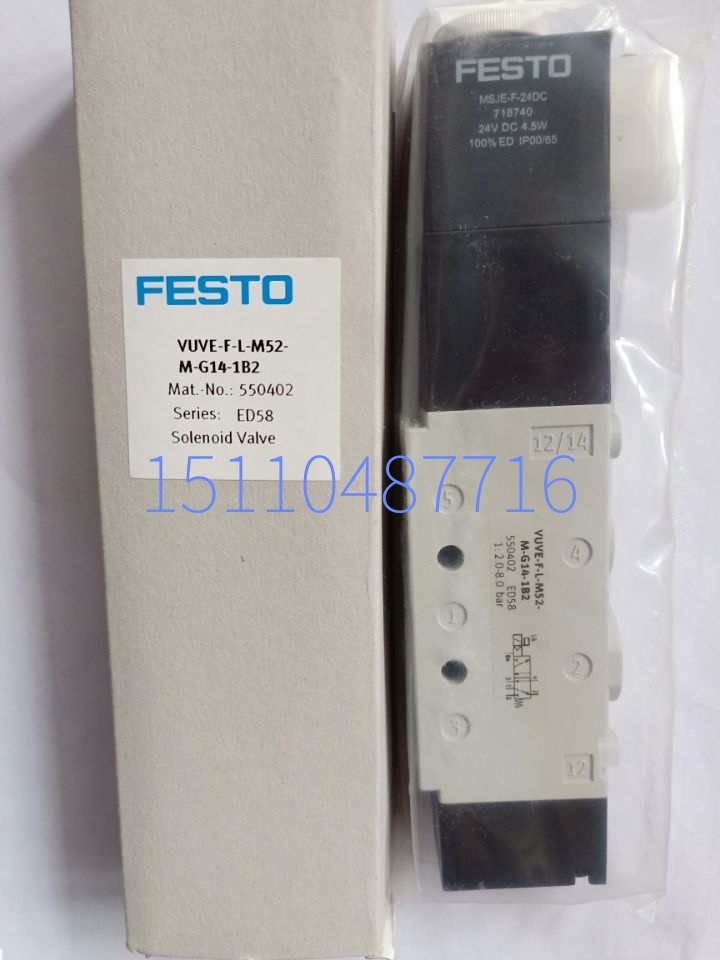 FESTO
VUVE-F-L-M52-
M-G14-1B2
Mat.-No.: 550402
Series: ED58
Solenoid Valve
15110487716
FESTO
MSJE-F-24DC
718740
24V DC 4.5W
100% ED IP00/65
12/14
5
4
1
2
3
12
VUVE-F-L-M52-
M-G14-1B2
550402 ED58
1: 2.0-8.0 bar